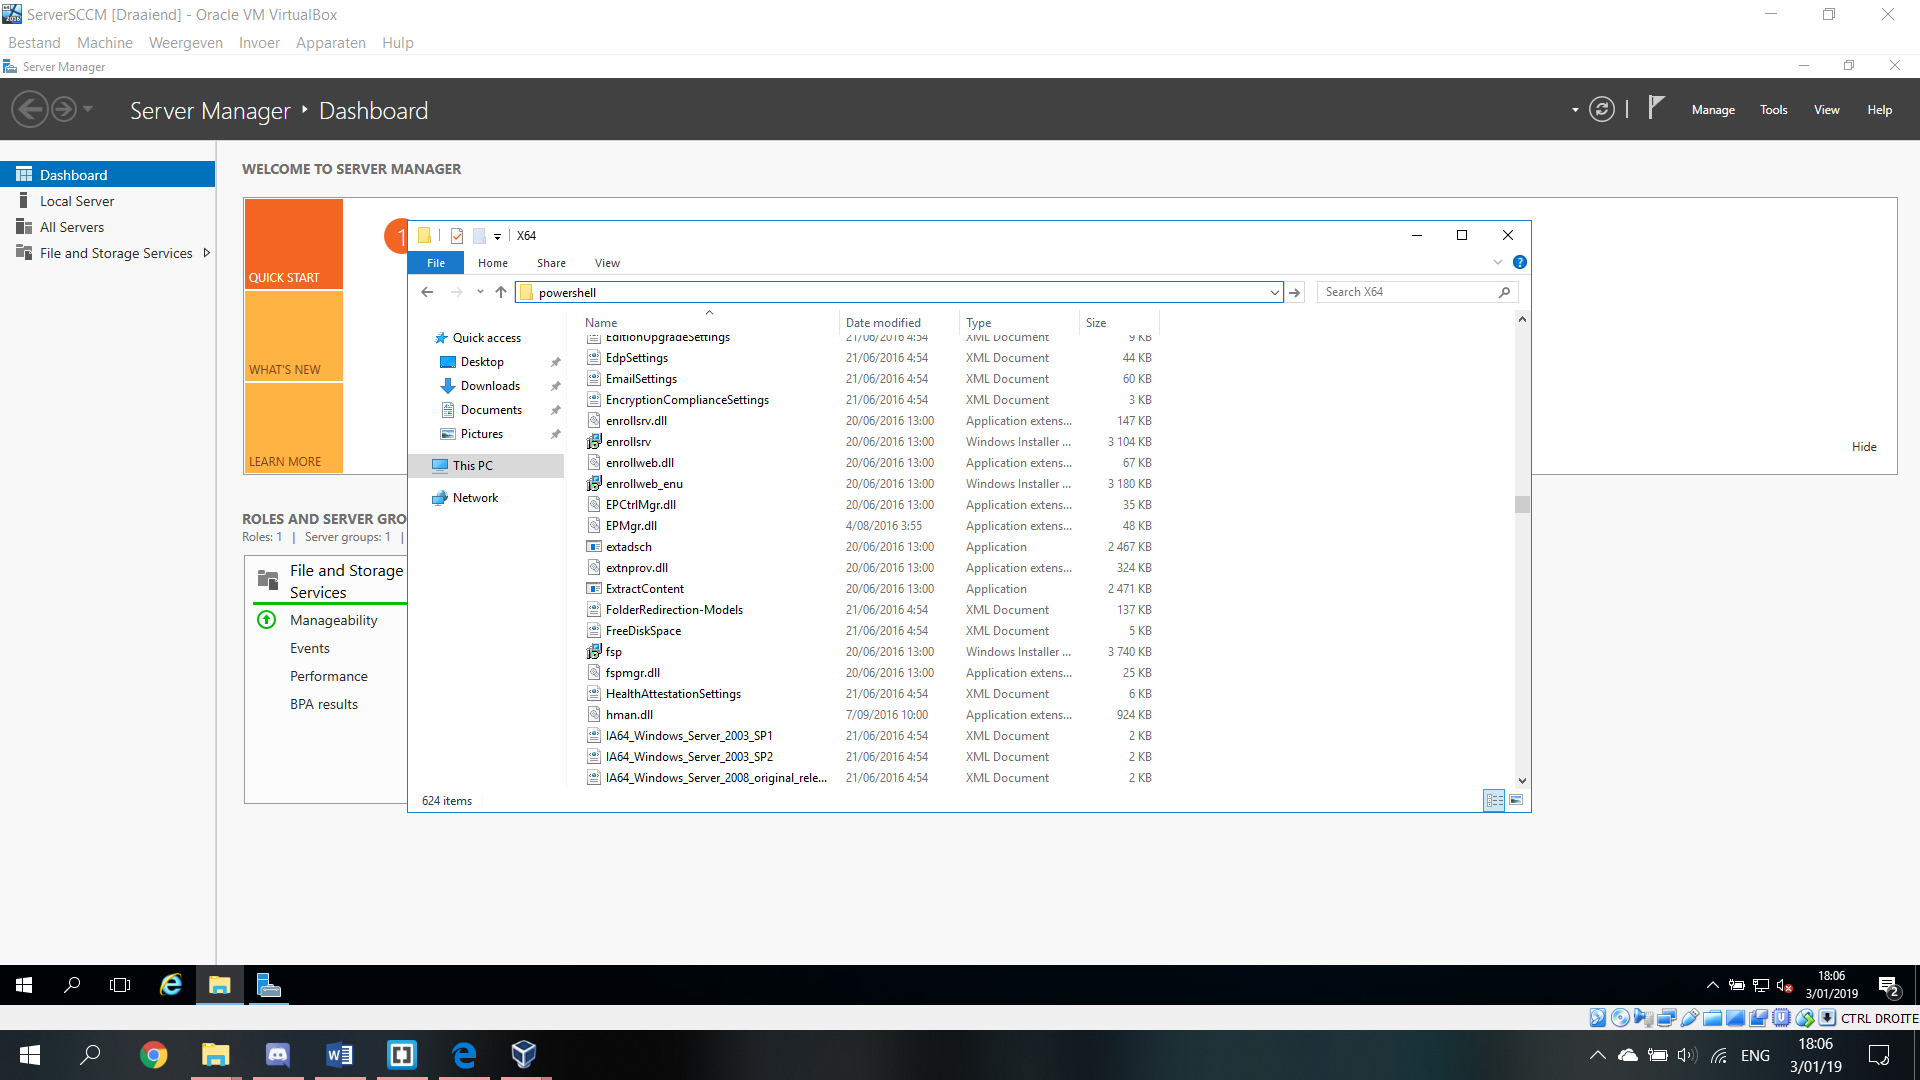 ServerSCCM [Draaiend] - Oracle VM VirtualBox
Bestand Machine Weergeven Invoer Apparaten Hulp
Server Manager
Server Manager Dashboard
Manage Tools View Help
Dashboard
Local Server
All Servers
File and Storage Services
WELCOME TO SERVER MANAGER
QUICK START
WHAT'S NEW
LEARN MORE
1
Hide
ROLES AND SERVER GRO
Roles: 1 | Server groups: 1 |
File and Storage
Services
Manageability
Events
Performance
BPA results
X64
File Home Share View
powershell
Search X64
Quick access
Desktop
Downloads
Documents
Pictures
This PC
Network
Name Date modified Type Size
EditionUpgradeSettings 21/06/2016 4:54 XML Document 9 KB
EdpSettings 21/06/2016 4:54 XML Document 44 KB
EmailSettings 21/06/2016 4:54 XML Document 60 KB
EncryptionComplianceSettings 21/06/2016 4:54 XML Document 3 KB
enrollsrv.dll 20/06/2016 13:00 Application extens... 147 KB
enrollsrv 20/06/2016 13:00 Windows Installer ... 3 104 KB
enrollweb.dll 20/06/2016 13:00 Application extens... 67 KB
enrollweb_enu 20/06/2016 13:00 Windows Installer ... 3 180 KB
EPCtrlMgr.dll 20/06/2016 13:00 Application extens... 35 KB
EPMgr.dll 4/08/2016 3:55 Application extens... 48 KB
extadsch 20/06/2016 13:00 Application 2 467 KB
extnprov.dll 20/06/2016 13:00 Application extens... 324 KB
ExtractContent 20/06/2016 13:00 Application 2 471 KB
FolderRedirection-Models 21/06/2016 4:54 XML Document 137 KB
FreeDiskSpace 21/06/2016 4:54 XML Document 5 KB
fsp 20/06/2016 13:00 Windows Installer ... 3 740 KB
fspmgr.dll 20/06/2016 13:00 Application extens... 25 KB
HealthAttestationSettings 21/06/2016 4:54 XML Document 6 KB
hman.dll 7/09/2016 10:00 Application extens... 924 KB
IA64_Windows_Server_2003_SP1 21/06/2016 4:54 XML Document 2 KB
IA64_Windows_Server_2003_SP2 21/06/2016 4:54 XML Document 2 KB
IA64_Windows_Server_2008_original_rele... 21/06/2016 4:54 XML Document 2 KB
624 items
18:06
3/01/2019
2
CTRL DROITE
ENG
18:06
3/01/19